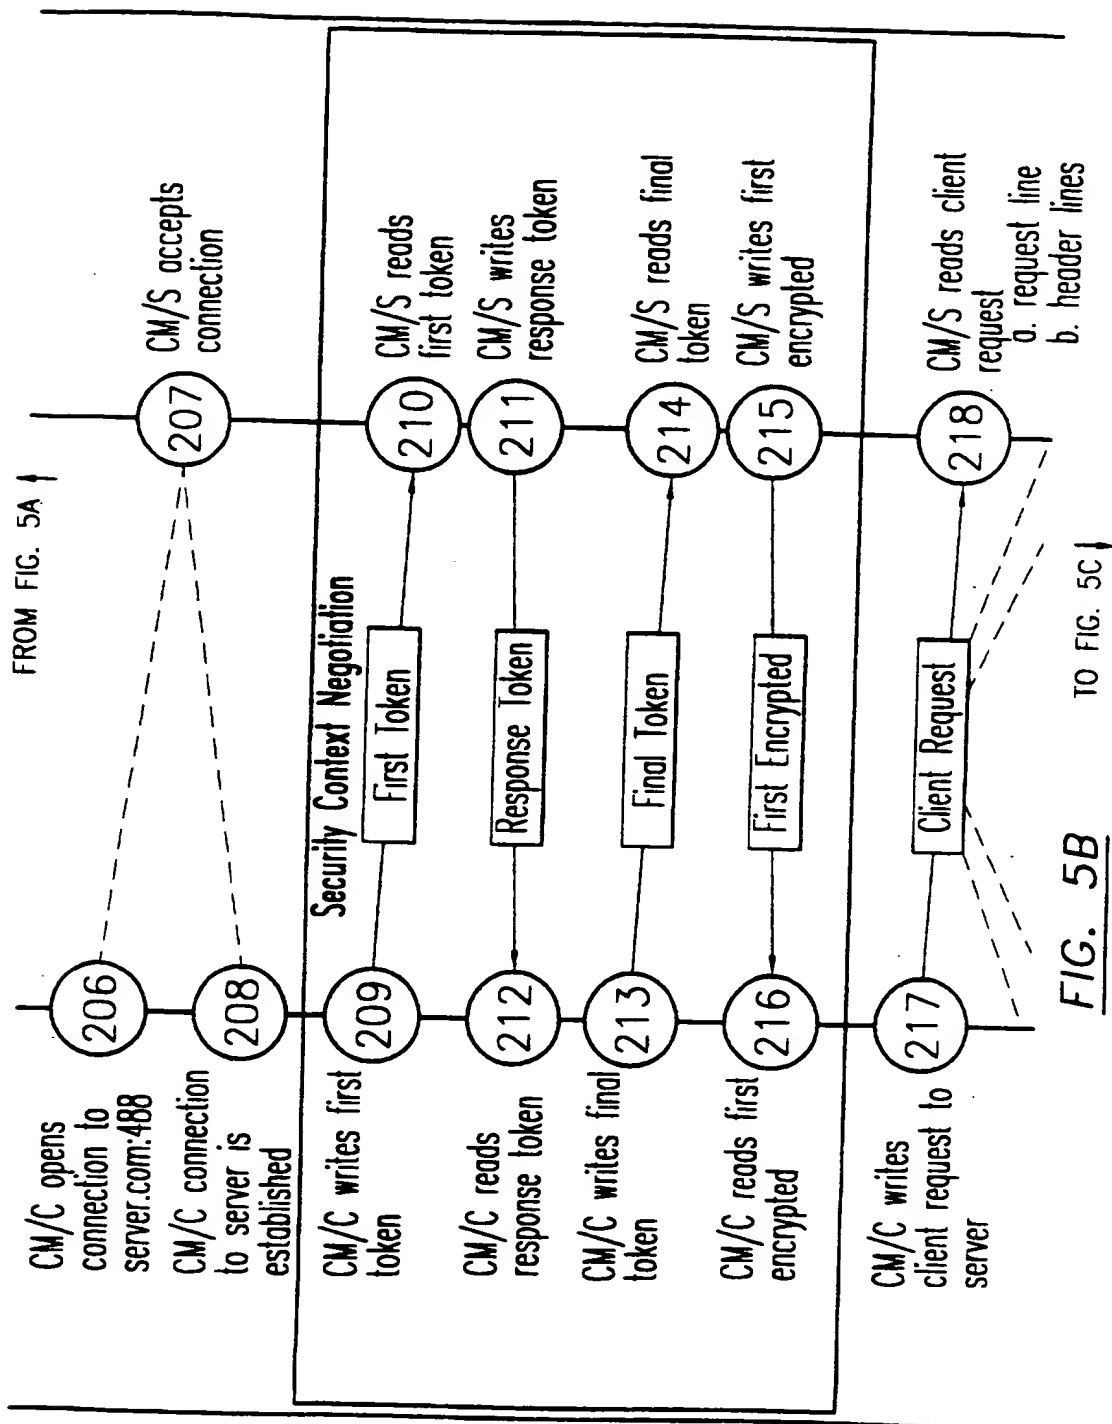 FROM FIG. 5A
206
CM/C opens
connection to
server.com:488
207
CM/S accepts
connection
208
CM/C connection
to server is
established
Security Context Negotiation
209
CM/C writes first
token
First Token
210
CM/S reads
first token
211
CM/S writes
response token
Response Token
212
CM/C reads
response token
213
CM/C writes final
token
Final Token
214
CM/S reads final
token
215
CM/S writes first
encrypted
First Encrypted
216
CM/C reads first
encrypted
217
CM/C writes
client request to
server
Client Request
218
CM/S reads client
request
a. request line
b. header lines
TO FIG. 5C
FIG. 5B